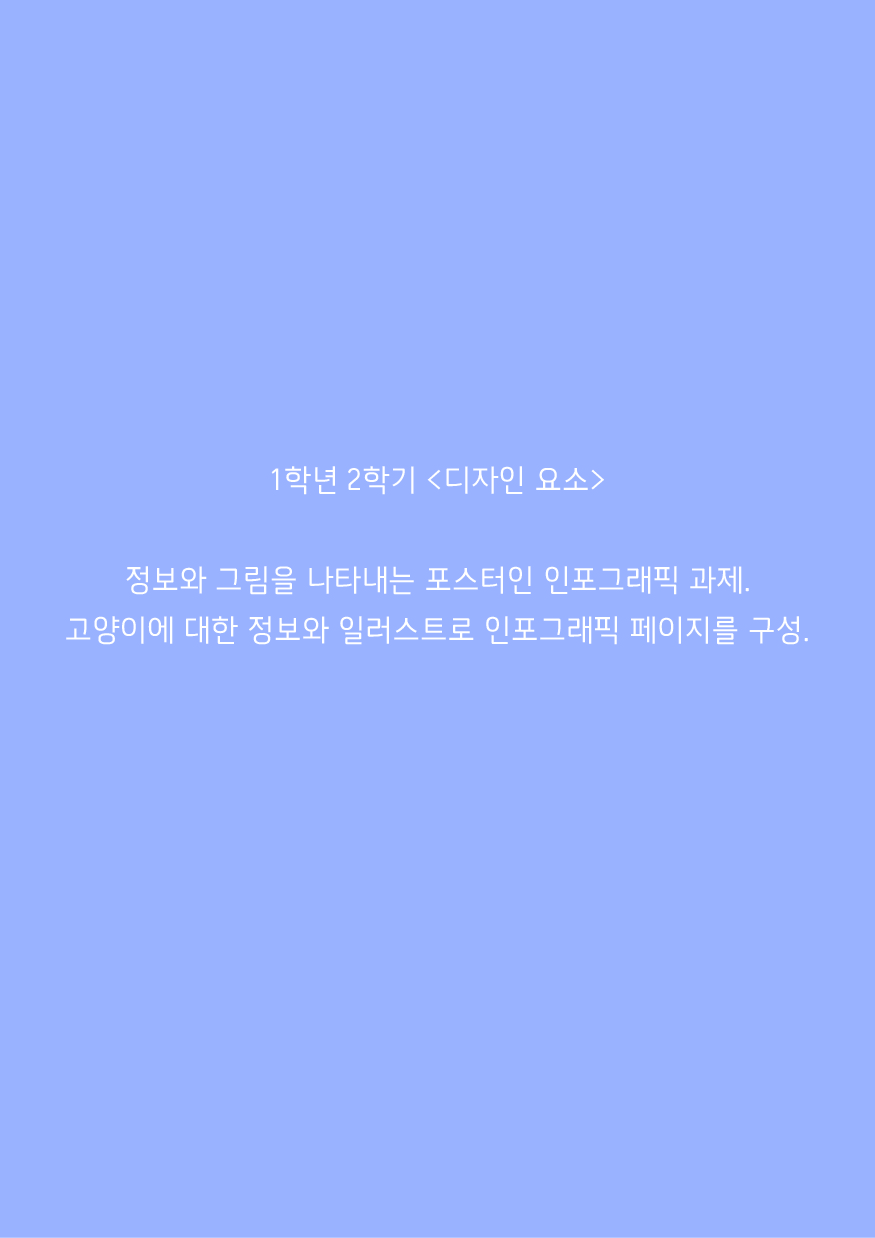 1학년 2학기 <디자인 요소>
정보와 그림을 나타내는 포스터인 인포그래픽 과제.
고양이에 대한 정보와 일러스트로 인포그래픽 페이지를 구성.